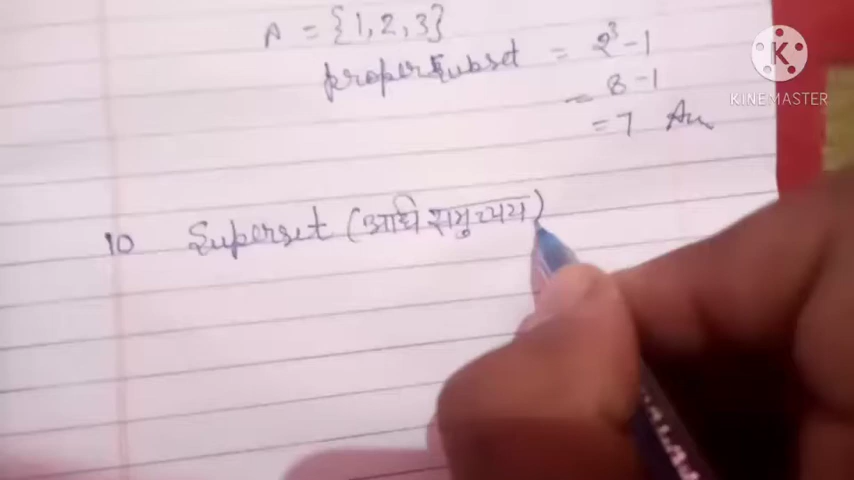 A = {1, 2, 3}
proper subset = 2³ - 1
= 8 - 1
= 7 Ans
10 Superset (अधि समुच्चय)
K
KINEMASTER